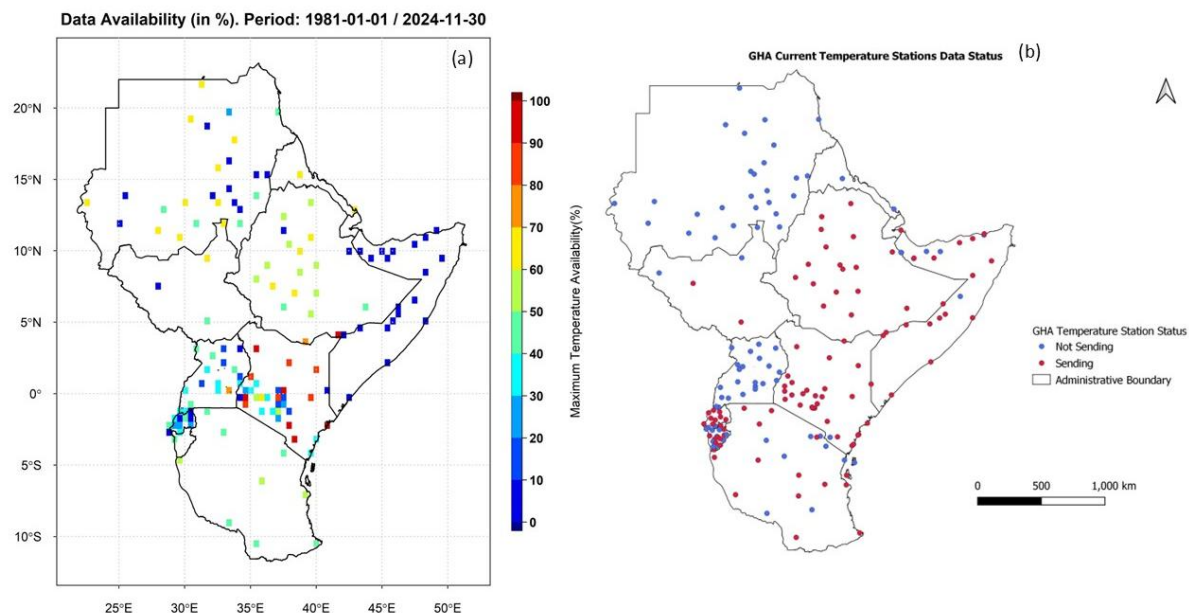 Data Availability (in %). Period: 1981-01-01 / 2024-11-30
(a)
20°N
15°N
10°N
5°N
0
5°S
10°S
25°E
30°E
35°E
40°E
45°E
50°E
100
90
80
70
60
50
40
30
20
10
0
Maximum Temperature Availability(%)
(b)
GHA Current Temperature Stations Data Status
GHA Temperature Station Status
Not Sending
Sending
Administrative Boundary
0 500 1,000 km